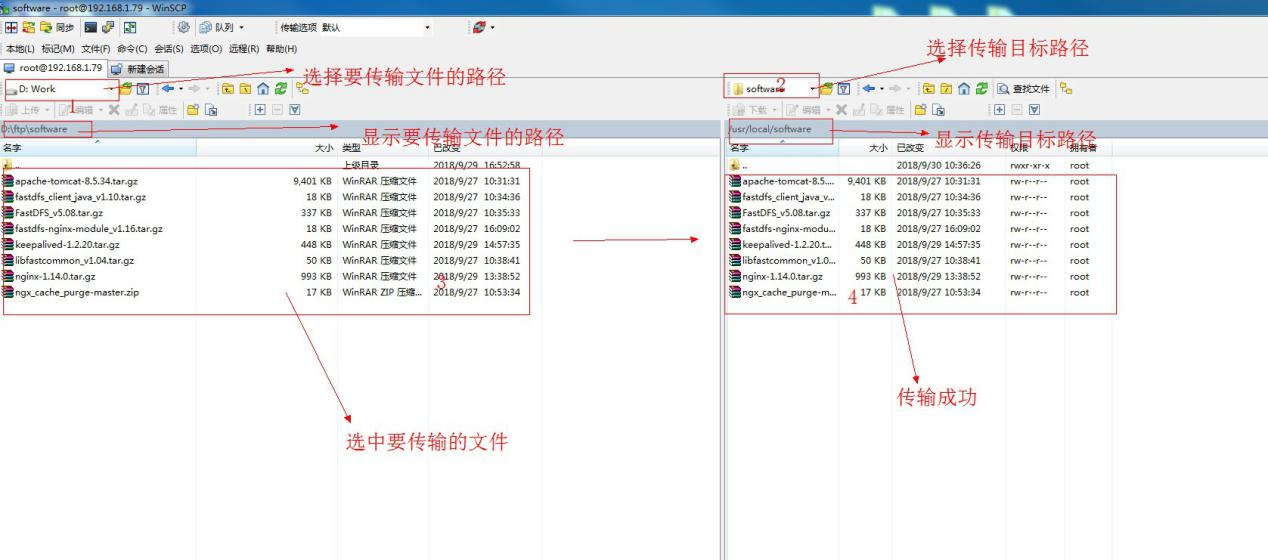 software - root@192.168.1.79 - WinSCP
同步 队列 传输选项 默认
本地(L) 标记(M) 文件(F) 命令(C) 会话(S) 选项(O) 远程(R) 帮助(H)
选择传输目标路径
root@192.168.1.79 新建会话
选择要传输文件的路径
D: Work
2
software
查找文件
1
上传 编辑 属性
下载 编辑 属性
D:\ftp\software
显示要传输文件的路径
/usr/local/software
显示传输目标路径
名字 大小 类型 已改变
名字 大小 已改变 权限 拥有者
.. 上级目录 2018/9/29 16:52:58
.. 2018/9/30 10:36:26 rwxr-xr-x root
apache-tomcat-8.5.34.tar.gz 9,401 KB WinRAR 压缩文件 2018/9/27 10:31:31
apache-tomcat-8.5.... 9,401 KB 2018/9/27 10:31:31 rw-r--r-- root
fastdfs_client_java_v1.10.tar.gz 18 KB WinRAR 压缩文件 2018/9/27 10:34:36
fastdfs_client_java_v... 18 KB 2018/9/27 10:34:36 rw-r--r-- root
FastDFS_v5.08.tar.gz 337 KB WinRAR 压缩文件 2018/9/27 10:35:33
FastDFS_v5.08.tar.gz 337 KB 2018/9/27 10:35:33 rw-r--r-- root
fastdfs-nginx-module_v1.16.tar.gz 18 KB WinRAR 压缩文件 2018/9/27 16:09:02
fastdfs-nginx-modu... 18 KB 2018/9/27 16:09:02 rw-r--r-- root
keepalived-1.2.20.tar.gz 448 KB WinRAR 压缩文件 2018/9/29 14:57:35
keepalived-1.2.20.t... 448 KB 2018/9/29 14:57:35 rw-r--r-- root
libfastcommon_v1.04.tar.gz 50 KB WinRAR 压缩文件 2018/9/27 10:38:41
libfastcommon_v1.0... 50 KB 2018/9/27 10:38:41 rw-r--r-- root
nginx-1.14.0.tar.gz 993 KB WinRAR 压缩文件 2018/9/29 13:38:52
nginx-1.14.0.tar.gz 993 KB 2018/9/29 13:38:52 rw-r--r-- root
3
ngx_cache_purge-master.zip 17 KB WinRAR ZIP 压缩... 2018/9/27 10:53:34
ngx_cache_purge-m... 17 KB 2018/9/27 10:53:34 rw-r--r-- root
4
传输成功
选中要传输的文件